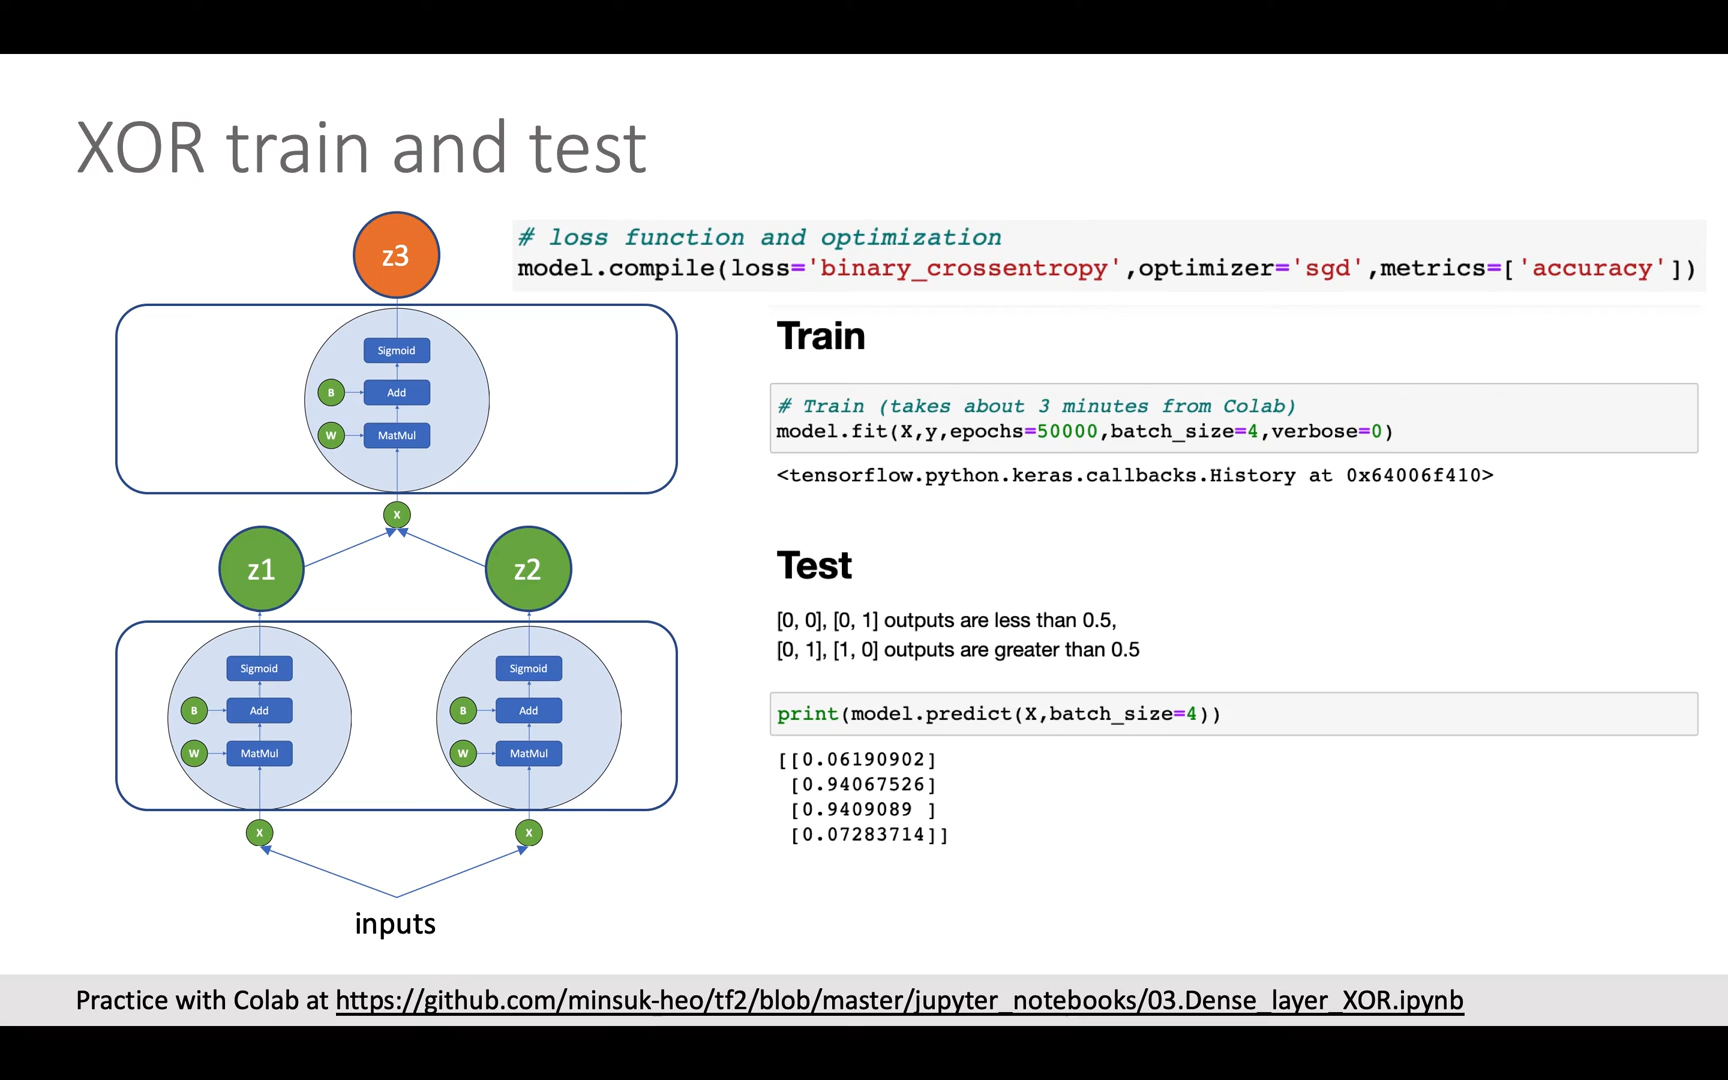 XOR train and test
z3
# loss function and optimization
model.compile(loss='binary_crossentropy',optimizer='sgd',metrics=['accuracy'])
Sigmoid
B
Add
W
MatMul
X
z1
z2
Sigmoid
Sigmoid
B
Add
B
Add
W
MatMul
W
MatMul
X
X
inputs
Train
# Train (takes about 3 minutes from Colab)
model.fit(X,y,epochs=50000,batch_size=4,verbose=0)
<tensorflow.python.keras.callbacks.History at 0x64006f410>
Test
[0, 0], [0, 1] outputs are less than 0.5,
[0, 1], [1, 0] outputs are greater than 0.5
print(model.predict(X,batch_size=4))
[[0.06190902]
[0.94067526]
[0.9409089 ]
[0.07283714]]
Practice with Colab at https://github.com/minsuk-heo/tf2/blob/master/jupyter_notebooks/03.Dense_layer_XOR.ipynb